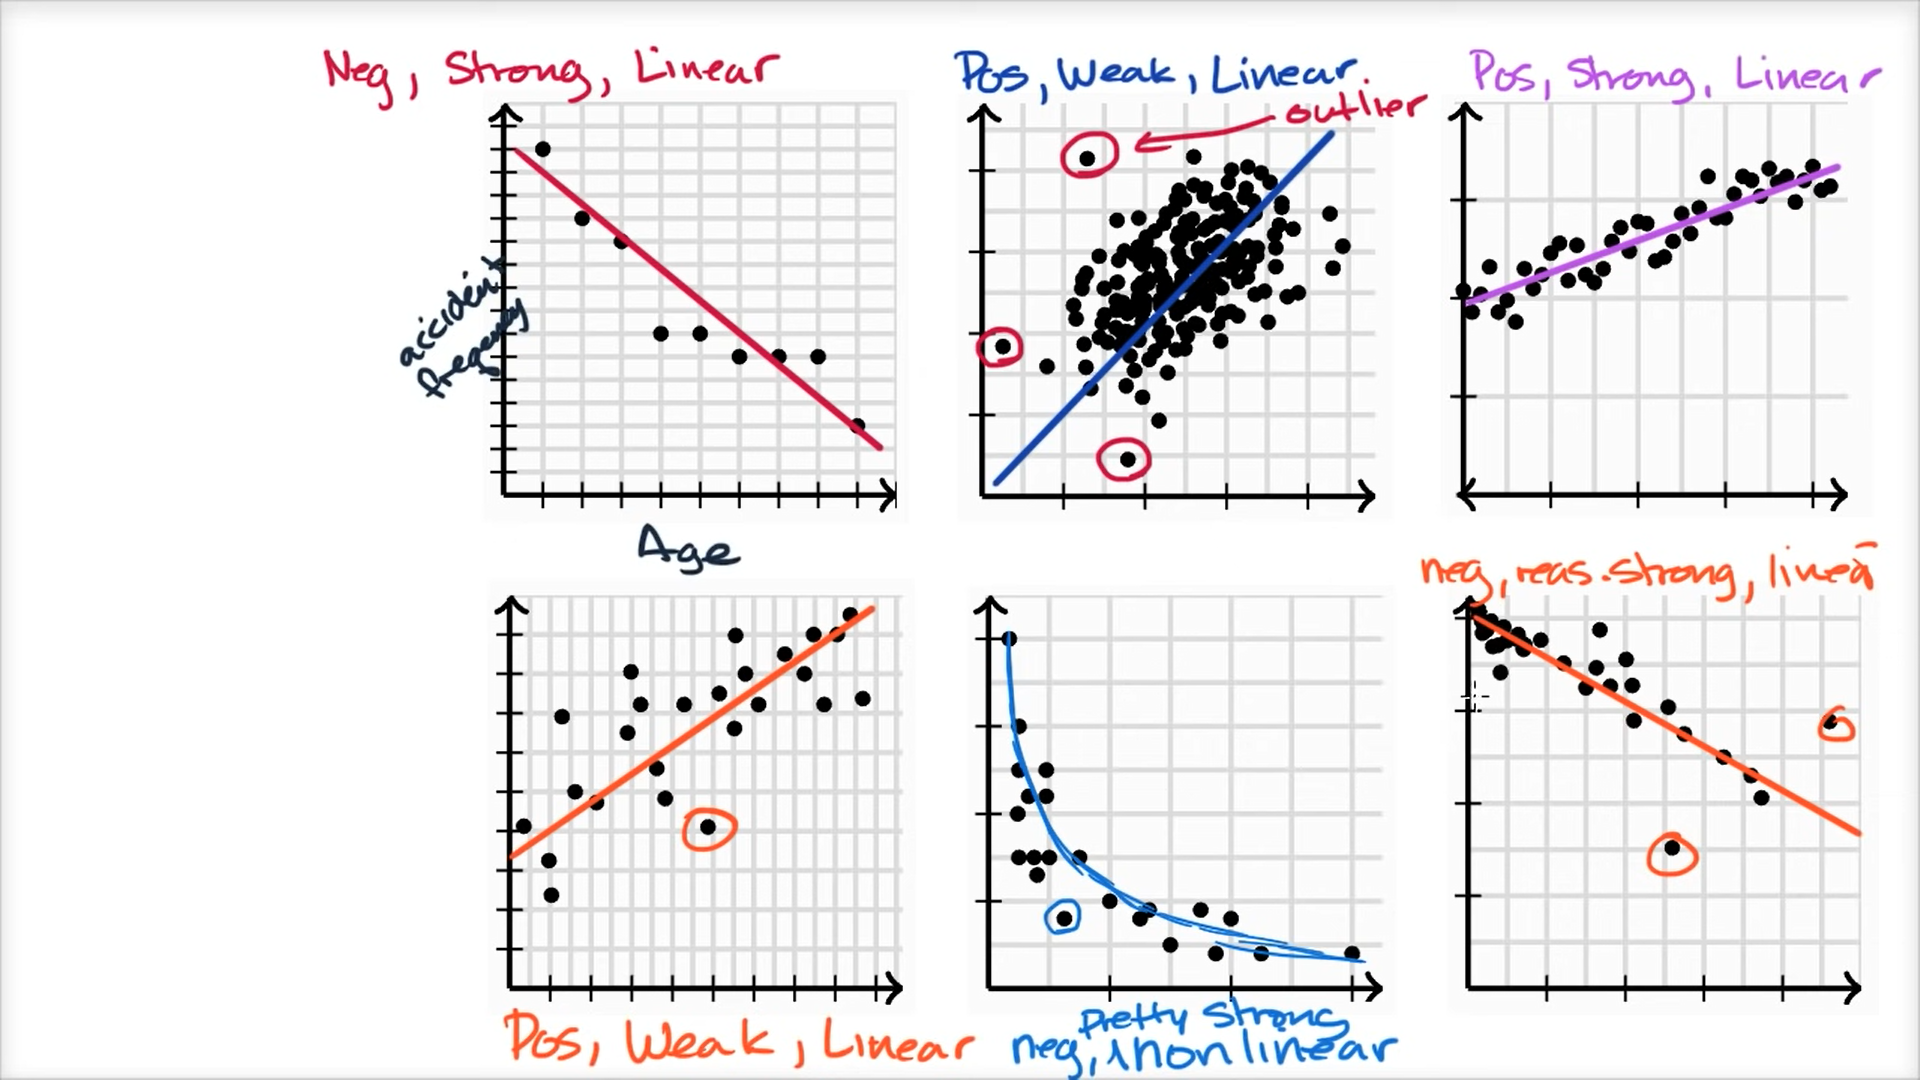 Neg, Strong, Linear
Pos, Weak, Linear.
outlier
Pos, Strong, Linear
accident
frequency
Age
neg, reas. strong, linear
Pos, Weak, Linear
pretty strong
neg, nonlinear